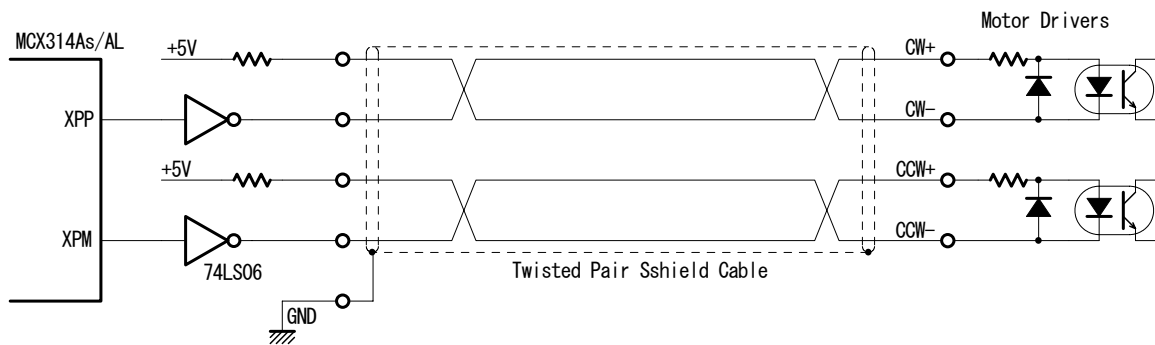 Motor Drivers
MCX314As/AL
+5V
CW+
XPP
CW-
+5V
CCW+
XPM
CCW-
74LS06
Twisted Pair Sshield Cable
GND